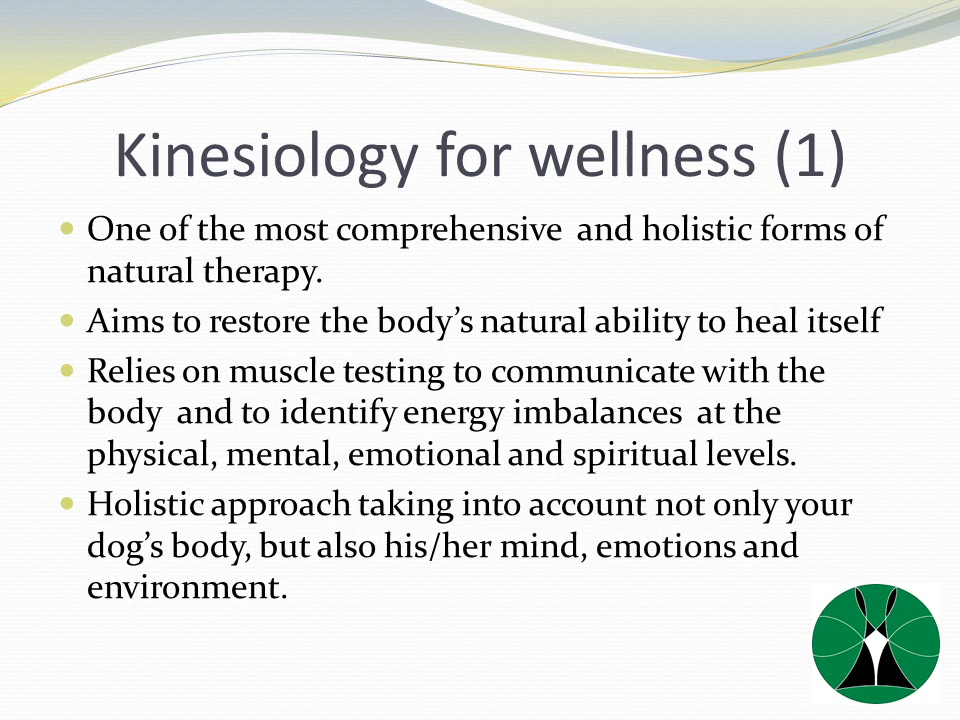 Kinesiology for wellness (1)
One of the most comprehensive and holistic forms of
natural therapy.
Aims to restore the body’s natural ability to heal itself
Relies on muscle testing to communicate with the
body and to identify energy imbalances at the
physical, mental, emotional and spiritual levels.
Holistic approach taking into account not only your
dog’s body, but also his/her mind, emotions and
environment.